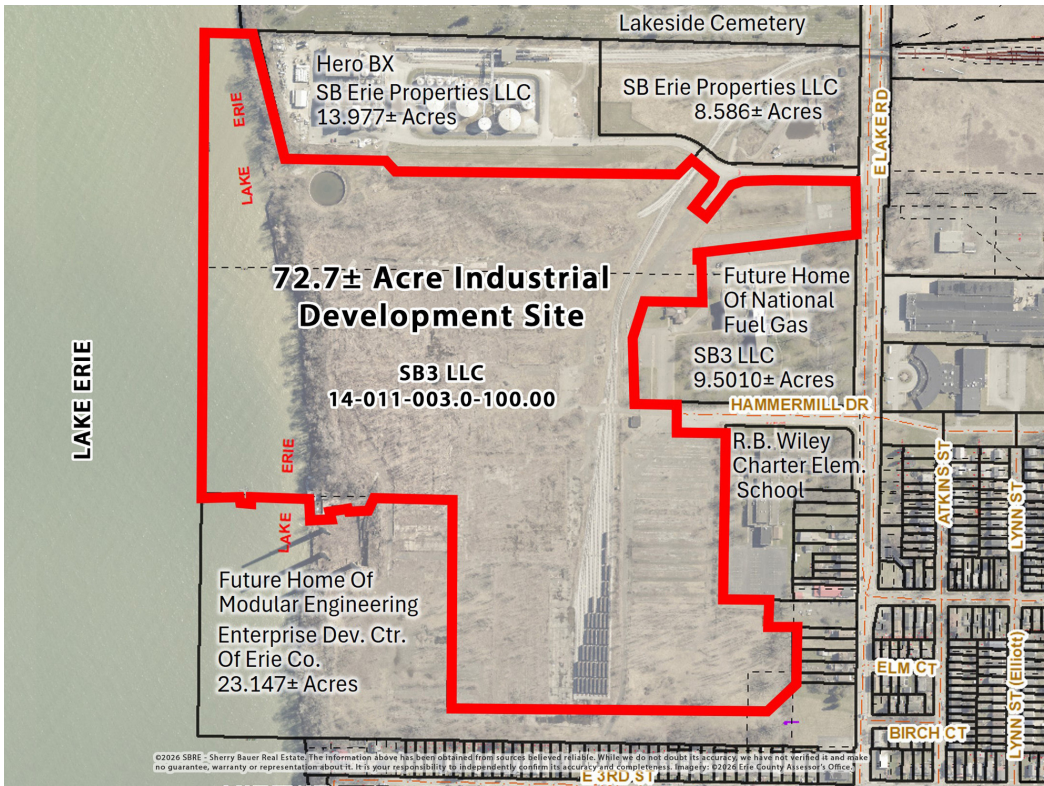 Lakeside Cemetery
Hero BX
SB Erie Properties LLC
13.977± Acres
SB Erie Properties LLC
8.586± Acres
E LAKE RD
ERIE
LAKE
72.7± Acre Industrial
Development Site
SB3 LLC
14-011-003.0-100.00
Future Home
Of National
Fuel Gas
SB3 LLC
9.5010± Acres
LAKE ERIE
HAMMERMILL DR
R.B. Wiley
Charter Elem.
School
ERIE
LAKE
ATKINS ST
LYNN ST
Future Home Of
Modular Engineering
Enterprise Dev. Ctr.
Of Erie Co.
23.147± Acres
ELM CT
LYNN ST (Elliott)
BIRCH CT
©2026 SBRE - Sherry Bauer Real Estate. The information above has been obtained from sources believed reliable. While we do not doubt its accuracy, we have not verified it and make
no guarantee, warranty or representation about it. It is your responsibility to independently confirm its accuracy and completeness. Imagery: ©2026 Erie County Assessor's Office.
E 3RD ST